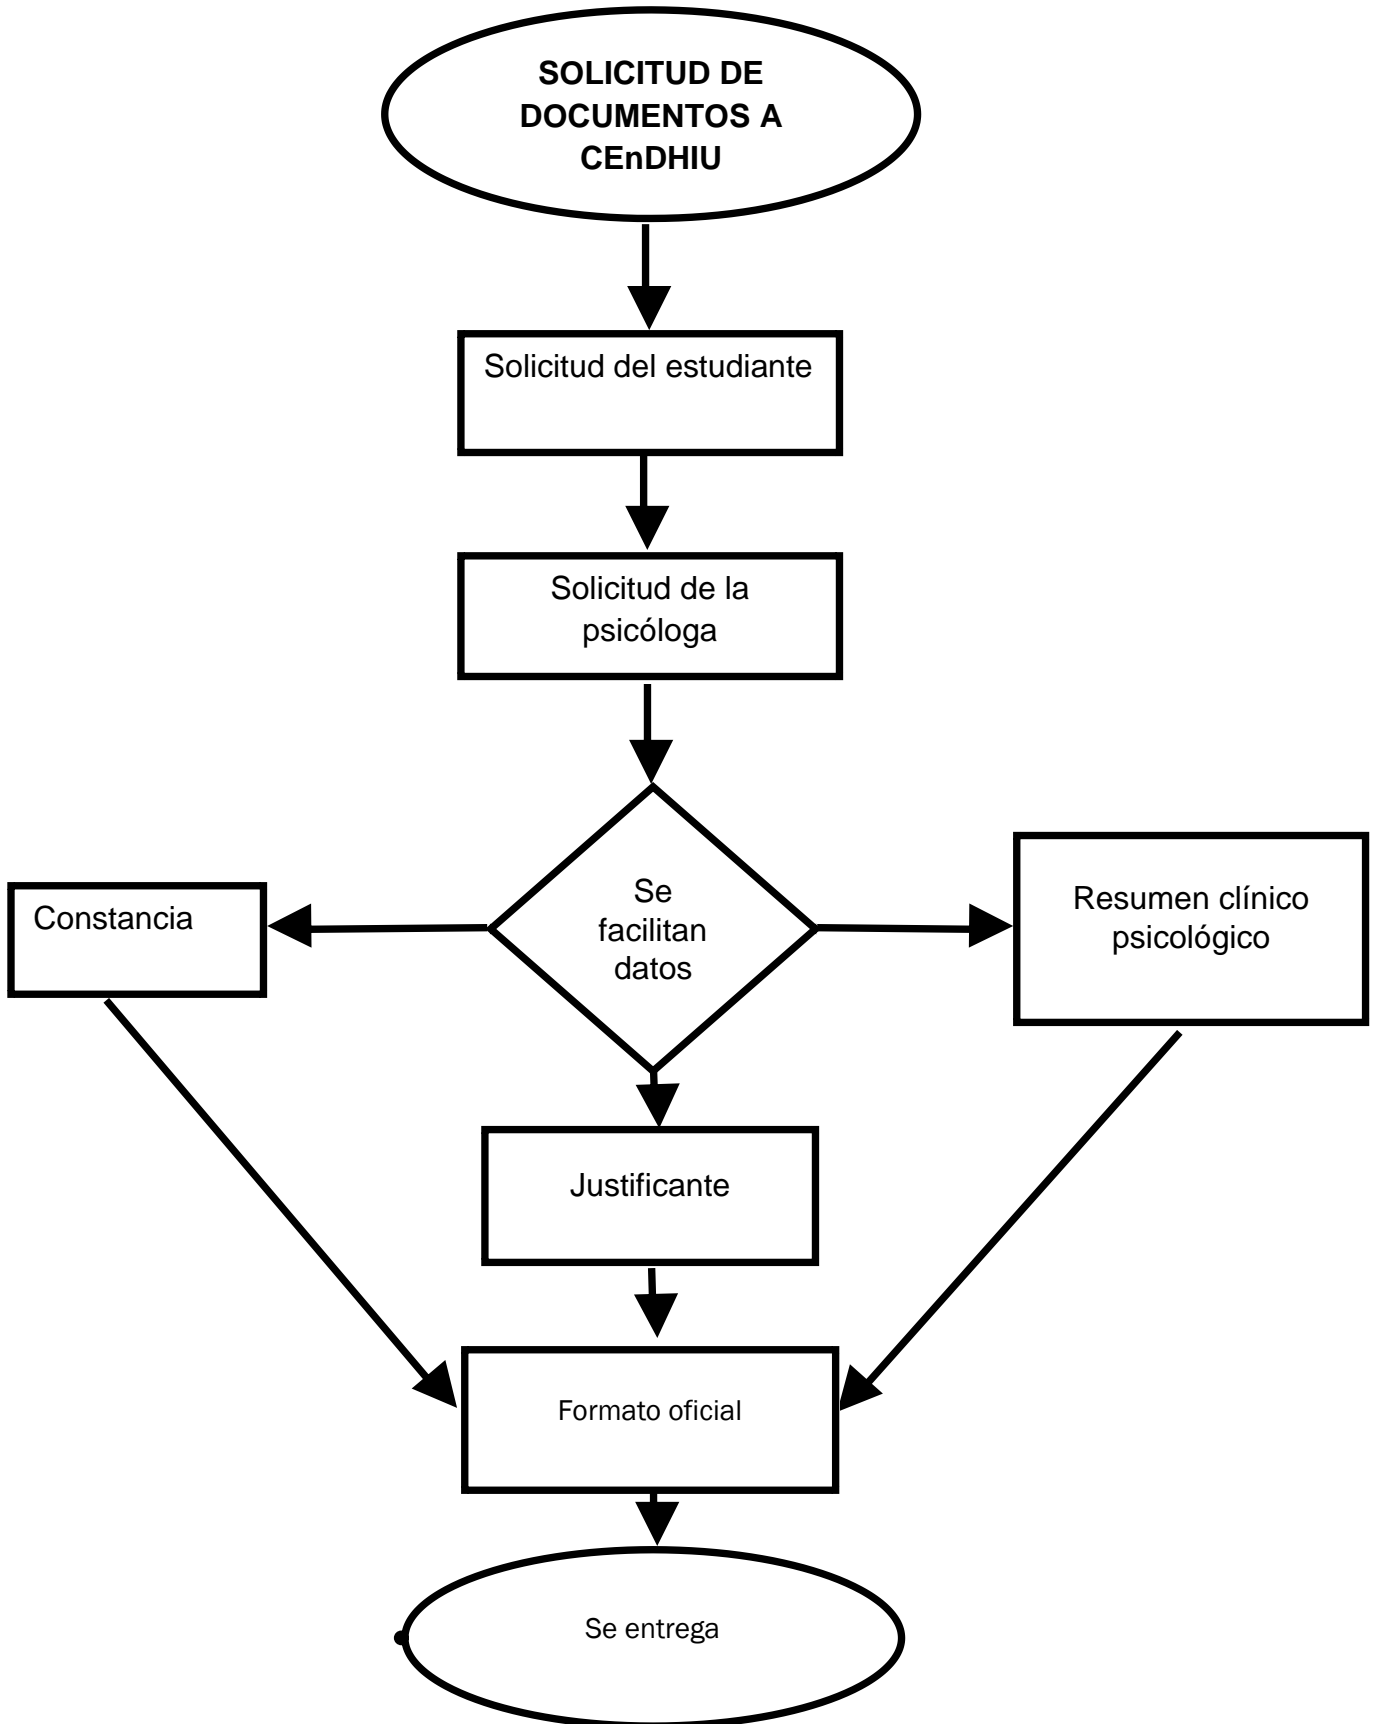 SOLICITUD DE
DOCUMENTOS A
CEnDHIU
Solicitud del estudiante
Solicitud de la
psicóloga
Se
facilitan
datos
Constancia
Resumen clínico
psicológico
Justificante
Formato oficial
Se entrega